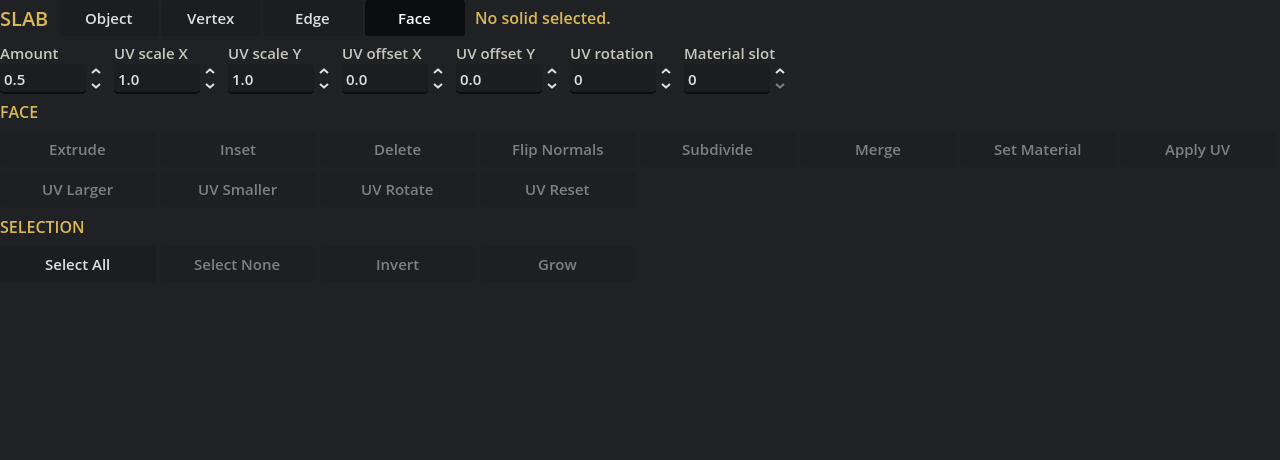 SLAB Object Vertex Edge Face No solid selected.
Amount UV scale X UV scale Y UV offset X UV offset Y UV rotation Material slot
0.5 1.0 1.0 0.0 0.0 0 0
FACE
Extrude Inset Delete Flip Normals Subdivide Merge Set Material Apply UV
UV Larger UV Smaller UV Rotate UV Reset
SELECTION
Select All Select None Invert Grow